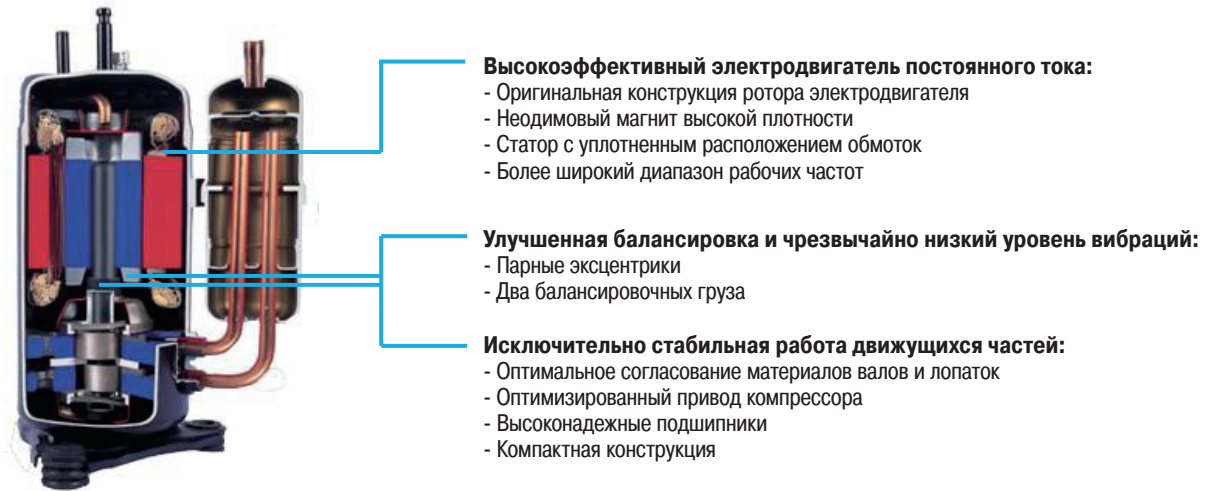 Высокоэффективный электродвигатель постоянного тока:
- Оригинальная конструкция ротора электродвигателя
- Неодимовый магнит высокой плотности
- Статор с уплотненным расположением обмоток
- Более широкий диапазон рабочих частот
Улучшенная балансировка и чрезвычайно низкий уровень вибраций:
- Парные эксцентрики
- Два балансировочных груза
Исключительно стабильная работа движущихся частей:
- Оптимальное согласование материалов валов и лопаток
- Оптимизированный привод компрессора
- Высоконадежные подшипники
- Компактная конструкция